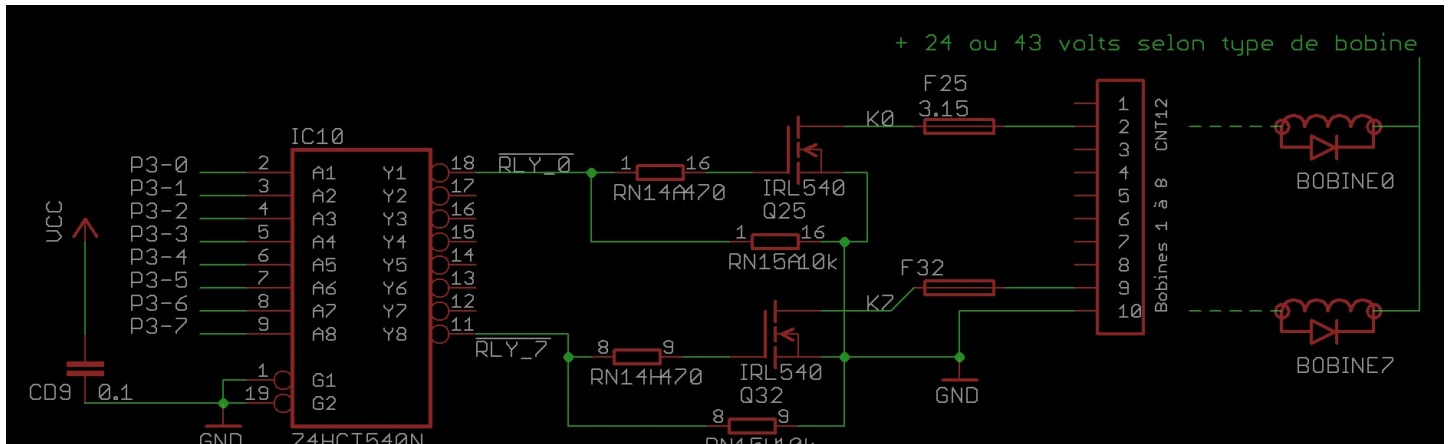 + 24 ou 43 volts selon type de bobine
F25
3.15
K0
IC10
P3-0
P3-1
P3-2
P3-3
P3-4
P3-5
P3-6
P3-7
2
3
4
5
6
7
8
9
1
19
A1
A2
A3
A4
A5
A6
A7
A8
G1
G2
Y1
Y2
Y3
Y4
Y5
Y6
Y7
Y8
18
17
16
15
14
13
12
11
74HCT540N
VCC
CD9 0.1
GND
RLY_0
1 16
RN14A470
IRL540
Q25
1 16
RN15A10k
RLY_7
8 9
RN14H470
K7
IRL540
Q32
8 9
RN15H10k
F32
GND
1
2
3
4
5
6
7
8
9
10
Bobines 1 à 8 CNT12
BOBINE0
BOBINE7